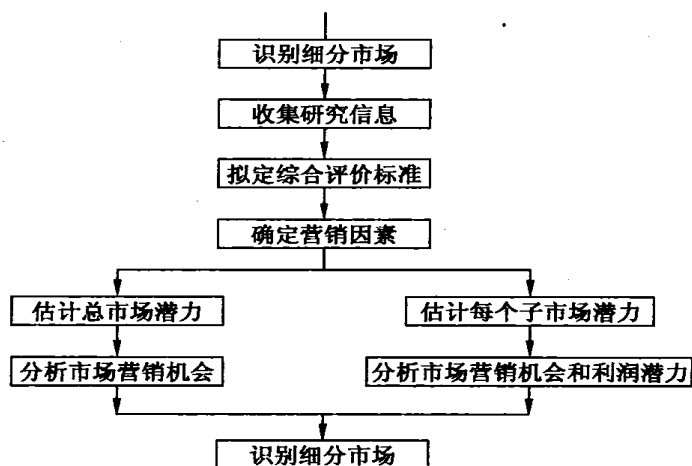 识别细分市场
收集研究信息
拟定综合评价标准
确定营销因素
估计总市场潜力
估计每个子市场潜力
分析市场营销机会
分析市场营销机会和利润潜力
识别细分市场